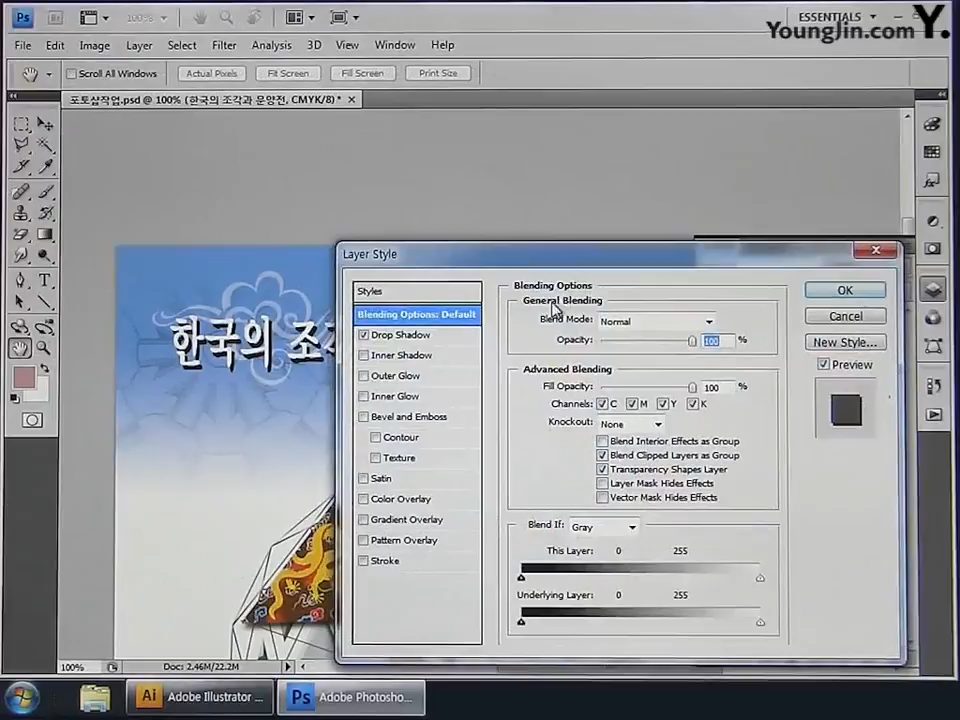 Ps
Br
100%
ESSENTIALS
YoungJin.com Y.
File Edit Image Layer Select Filter Analysis 3D View Window Help
Scroll All Windows Actual Pixels Fit Screen Fill Screen Print Size
포토샵작업.psd @ 100% (한국의 조각과 문양전, CMYK/8) *
한국의 조
Layer Style
Styles
Blending Options: Default
Drop Shadow
Inner Shadow
Outer Glow
Inner Glow
Bevel and Emboss
Contour
Texture
Satin
Color Overlay
Gradient Overlay
Pattern Overlay
Stroke
Blending Options
General Blending
Blend Mode: Normal
Opacity: 100 %
Advanced Blending
Fill Opacity: 100 %
Channels: C M Y K
Knockout: None
Blend Interior Effects as Group
Blend Clipped Layers as Group
Transparency Shapes Layer
Layer Mask Hides Effects
Vector Mask Hides Effects
Blend If: Gray
This Layer: 0 255
Underlying Layer: 0 255
OK
Cancel
New Style...
Preview
100% Doc: 2.46M/22.2M
Ai Adobe Illustrator ...
Ps Adobe Photosho...